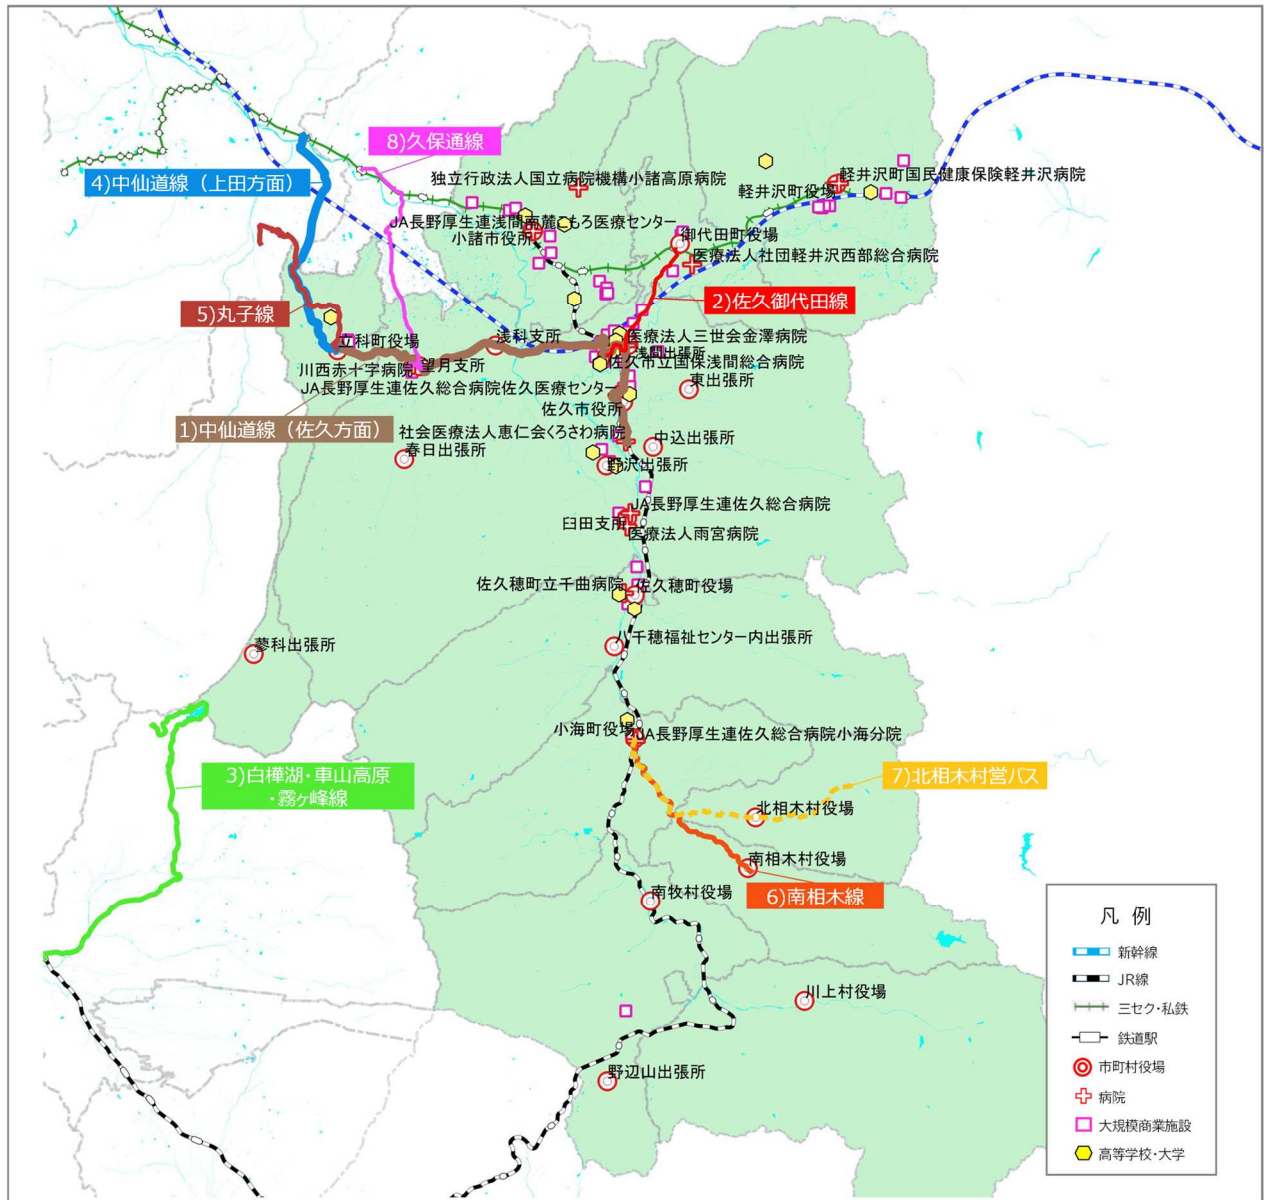 8)久保通線
4)中仙道線（上田方面）
独立行政法人国立病院機構小諸高原病院
軽井沢町国民健康保険軽井沢病院
軽井沢町役場
JA長野厚生連浅間南麓こもろ医療センター
小諸市役所
御代田町役場
医療法人社団軽井沢西部総合病院
5)丸子線
2)佐久御代田線
立科町役場
浅科支所
医療法人三世会金澤病院
浅間出張所
川西赤十字病院
望月支所
佐久市立国保浅間総合病院
JA長野厚生連佐久総合病院佐久医療センター
東出張所
佐久市役所
1)中仙道線（佐久方面）
社会医療法人恵仁会くろさわ病院
中込出張所
春日出張所
野沢出張所
JA長野厚生連佐久総合病院
臼田支所
医療法人雨宮病院
佐久穂町立千曲病院
佐久穂町役場
八千穂福祉センター内出張所
蓼科出張所
小海町役場
JA長野厚生連佐久総合病院小海分院
3)白樺湖・車山高原
・霧ヶ峰線
7)北相木村営バス
北相木村役場
南相木村役場
6)南相木線
南牧村役場
川上村役場
野辺山出張所
凡 例
新幹線
JR線
三セク・私鉄
鉄道駅
市町村役場
病院
大規模商業施設
高等学校・大学